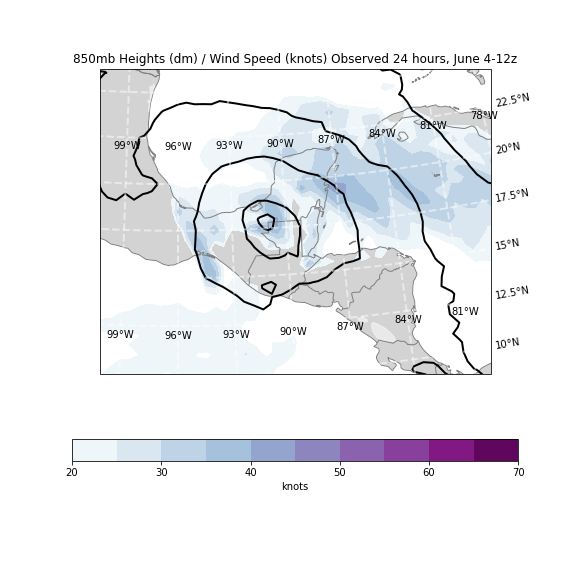 850mb Heights (dm) / Wind Speed (knots) Observed 24 hours, June 4-12z
22.5°N
78°W
81°W
84°W
87°W
90°W
93°W
96°W
99°W
20°N
17.5°N
15°N
12.5°N
81°W
84°W
87°W
90°W
93°W
96°W
99°W
10°N
20 30 40 50 60 70
knots